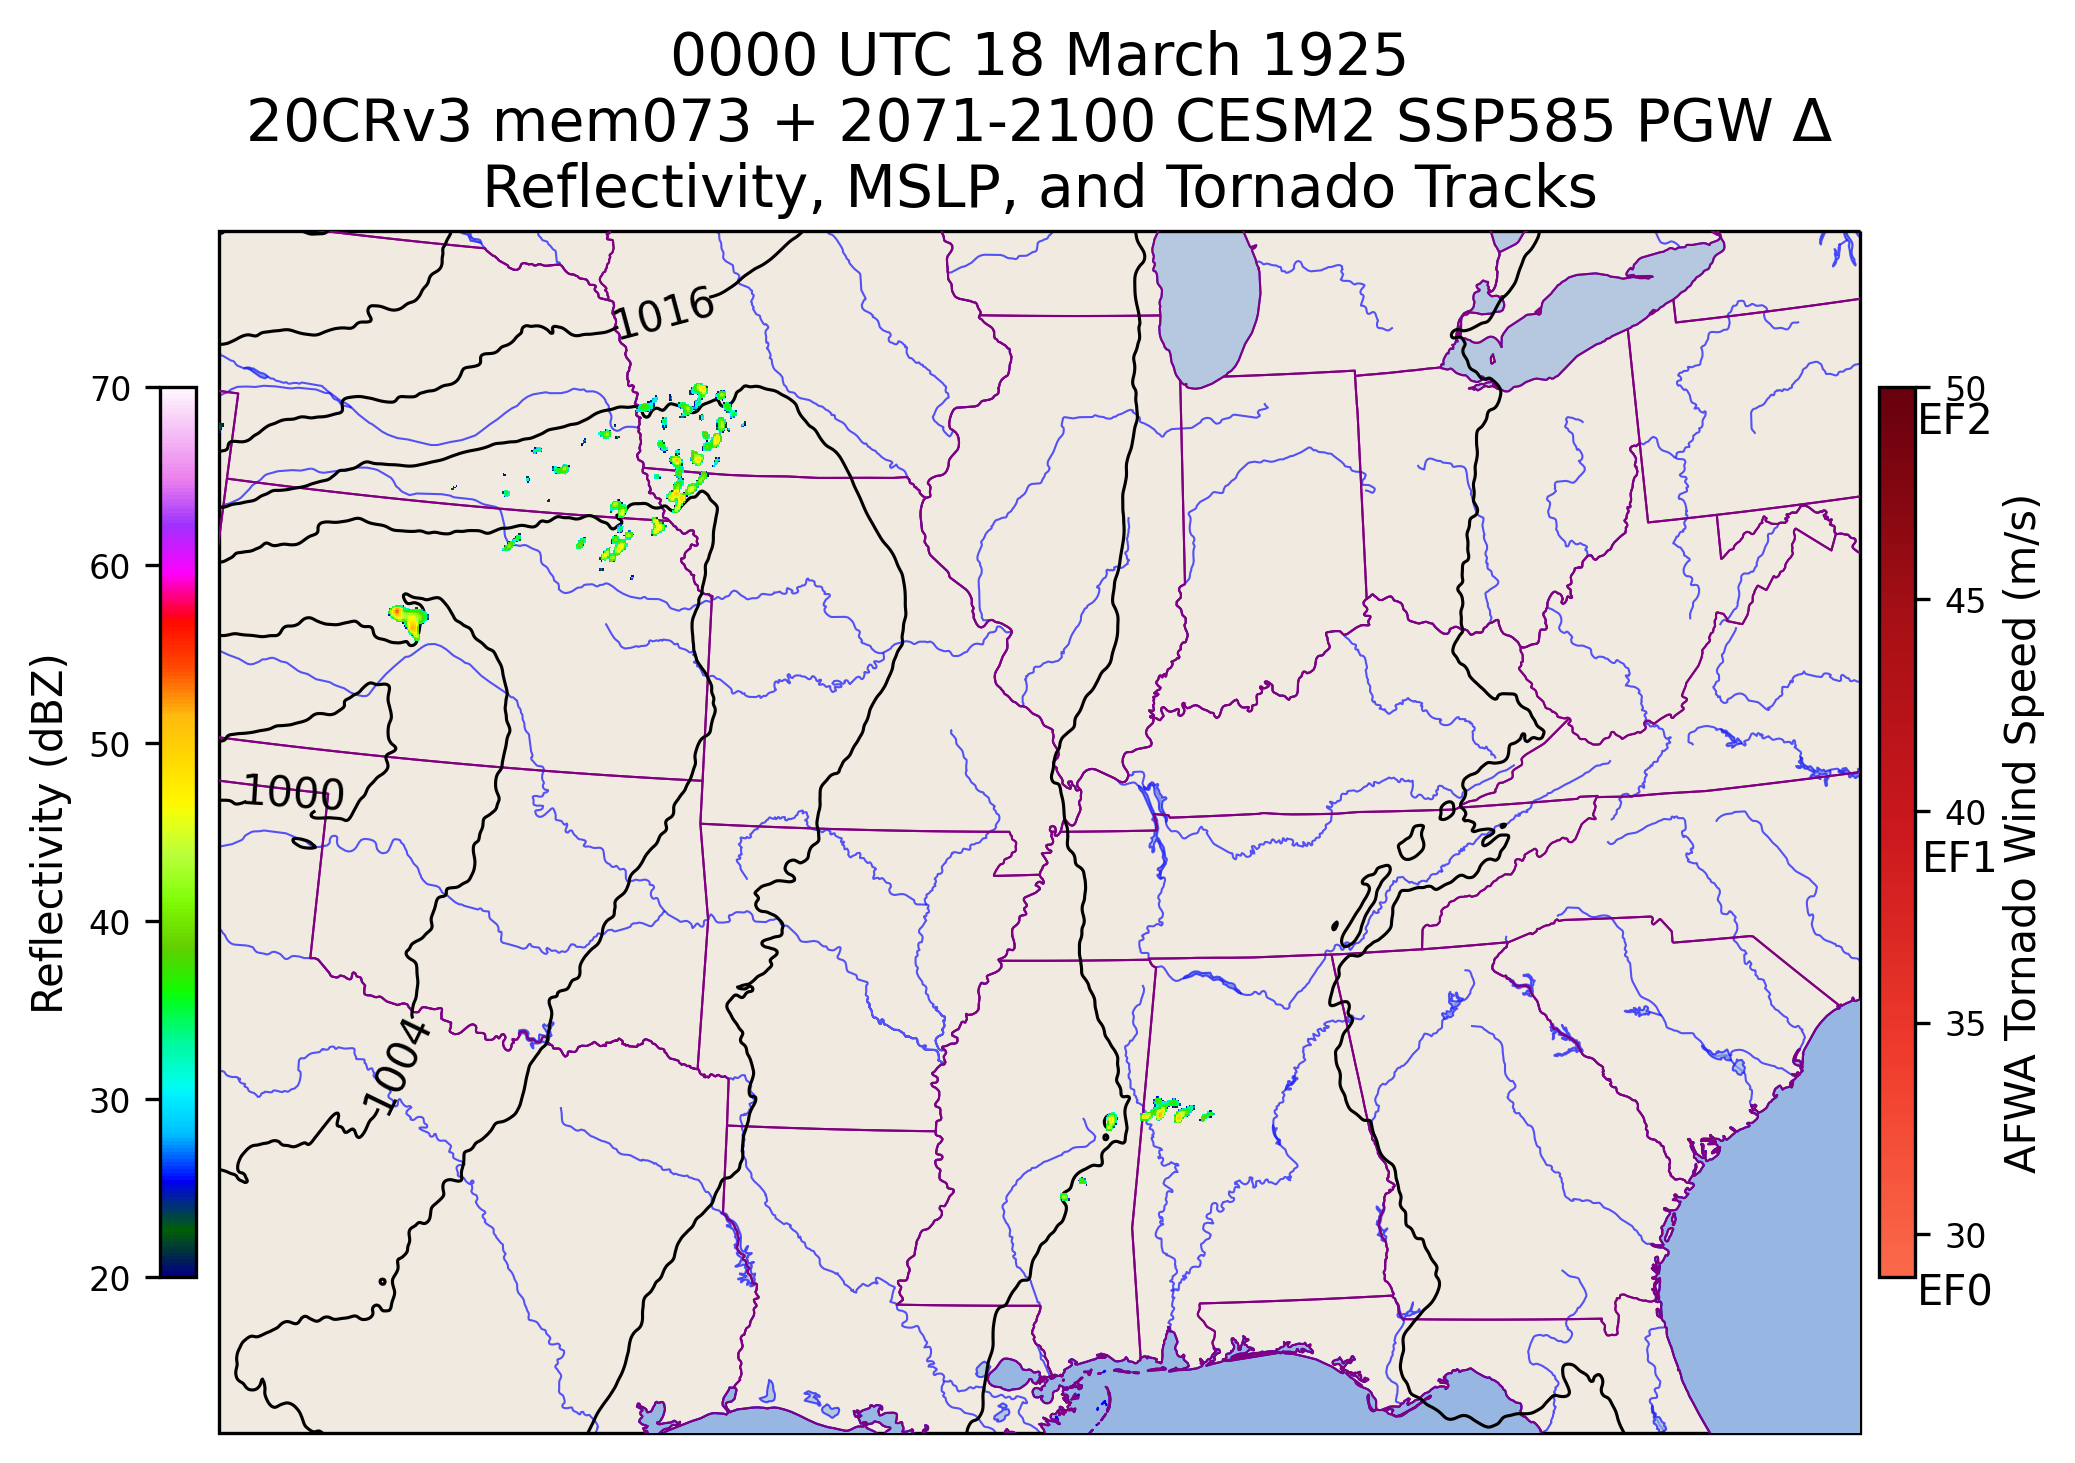 0000 UTC 18 March 1925
20CRv3 mem073 + 2071-2100 CESM2 SSP585 PGW Δ
Reflectivity, MSLP, and Tornado Tracks
1016
1000
1004
70
60
50
40
30
20
Reflectivity (dBZ)
50
EF2
45
40
EF1
35
30
EF0
AFWA Tornado Wind Speed (m/s)